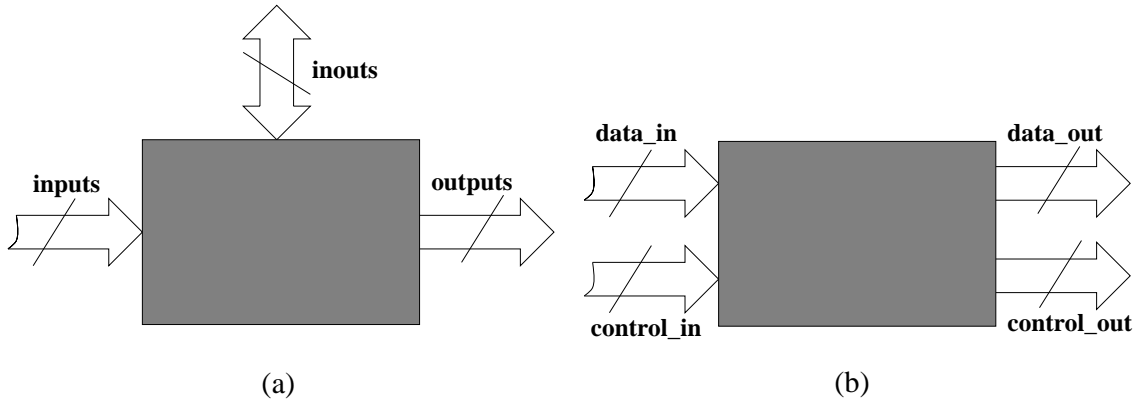 inouts
inputs
outputs
(a)
data_in
data_out
control_in
control_out
(b)